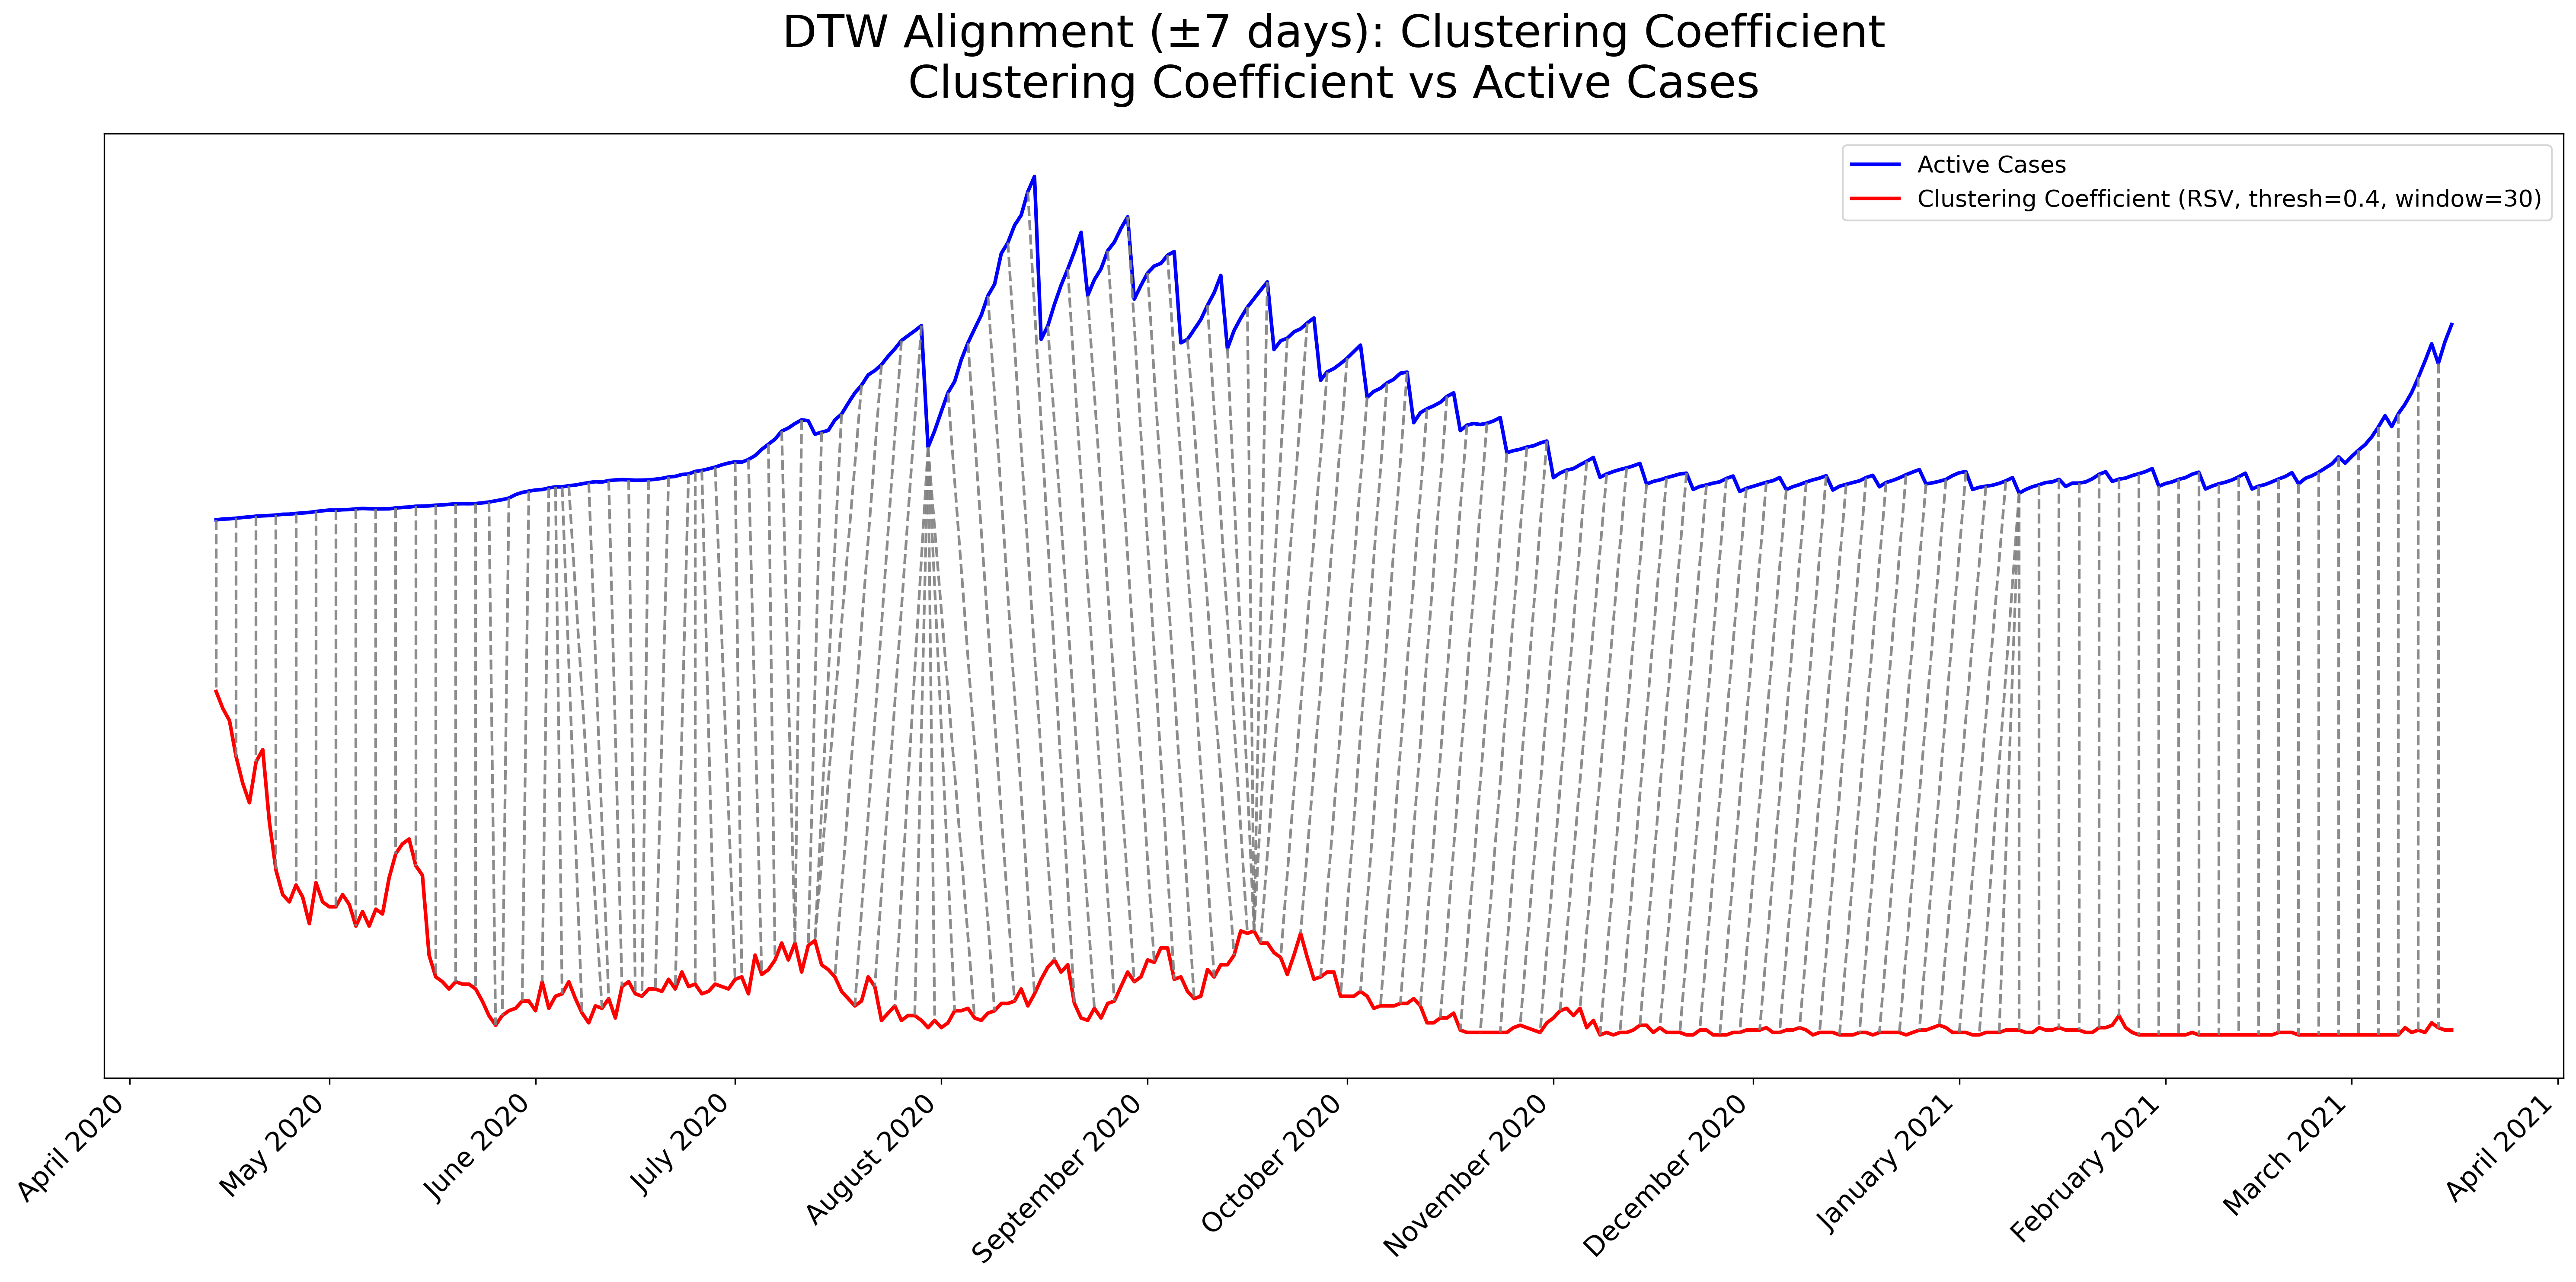 DTW Alignment (±7 days): Clustering Coefficient
Clustering Coefficient vs Active Cases
Active Cases
Clustering Coefficient (RSV, thresh=0.4, window=30)
April 2020
May 2020
June 2020
July 2020
August 2020
September 2020
October 2020
November 2020
December 2020
January 2021
February 2021
March 2021
April 2021